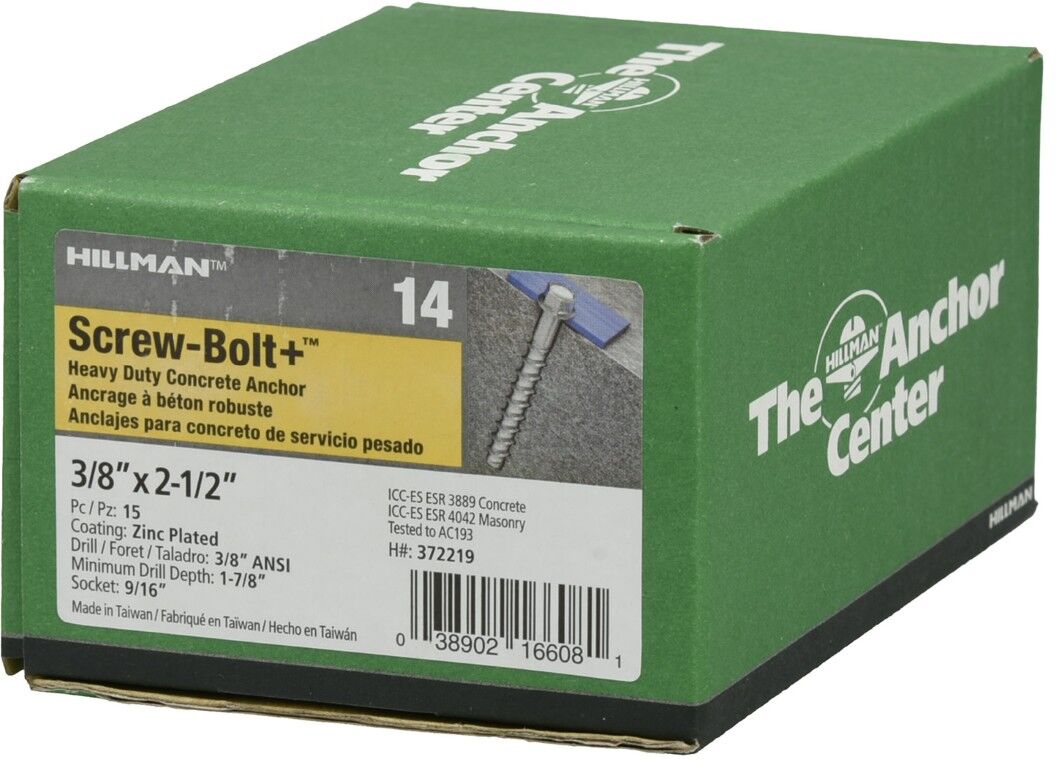 The
HILLMAN
Anchor
Center
HILLMAN™
14
Screw-Bolt+™
Heavy Duty Concrete Anchor
Ancrage à béton robuste
Anclajes para concreto de servicio pesado
3/8" x 2-1/2"
Pc / Pz: 15
Coating: Zinc Plated
Drill / Foret / Taladro: 3/8" ANSI
Minimum Drill Depth: 1-7/8"
Socket: 9/16"
Made in Taiwan / Fabriqué en Taïwan / Hecho en Taiwán
ICC-ES ESR 3889 Concrete
ICC-ES ESR 4042 Masonry
Tested to AC193
H#: 372219
0 38902 16608 1
The Anchor
HILLMAN
Center
HILLMAN